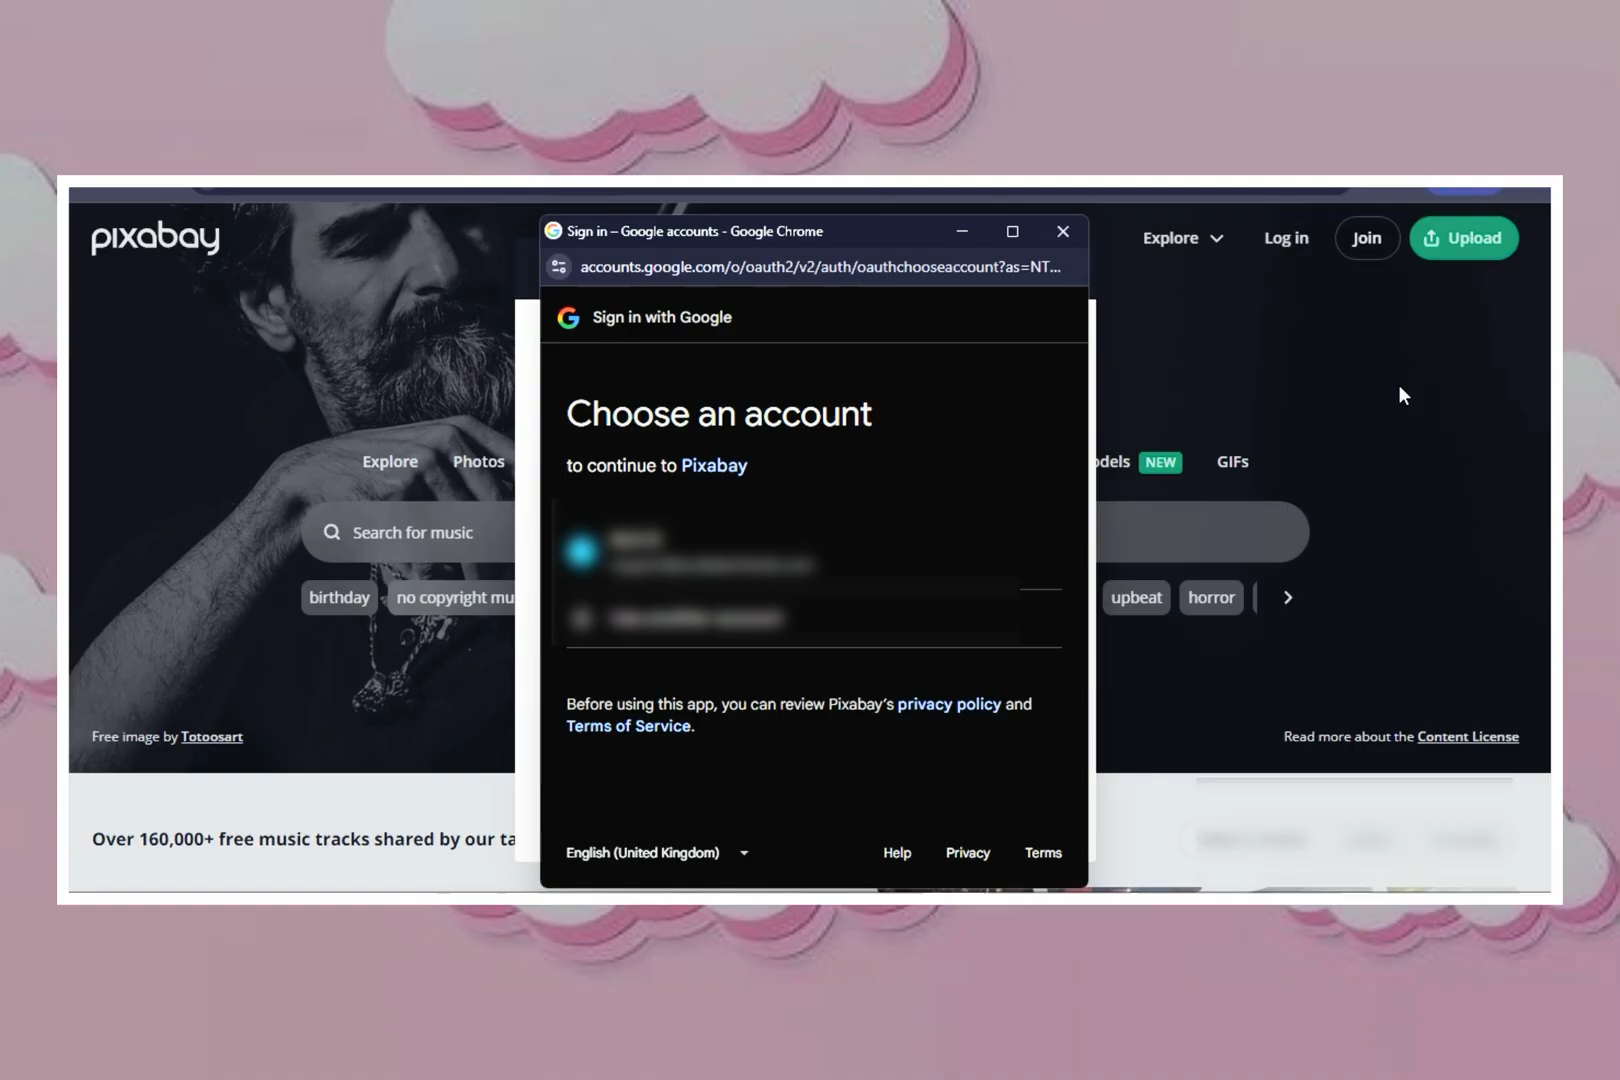 pixabay
Explore
Log in
Join
Upload
Sign in – Google accounts - Google Chrome
accounts.google.com/o/oauth2/v2/auth/oauthchooseaccount?as=NT...
Sign in with Google
Choose an account
to continue to Pixabay
Explore
Photos
NEW
GIFs
Search for music
birthday
no copyright mu
upbeat
horror
Before using this app, you can review Pixabay's privacy policy and
Terms of Service.
Free image by Totoosart
Read more about the Content License
Over 160,000+ free music tracks shared by our ta
English (United Kingdom)
Help
Privacy
Terms